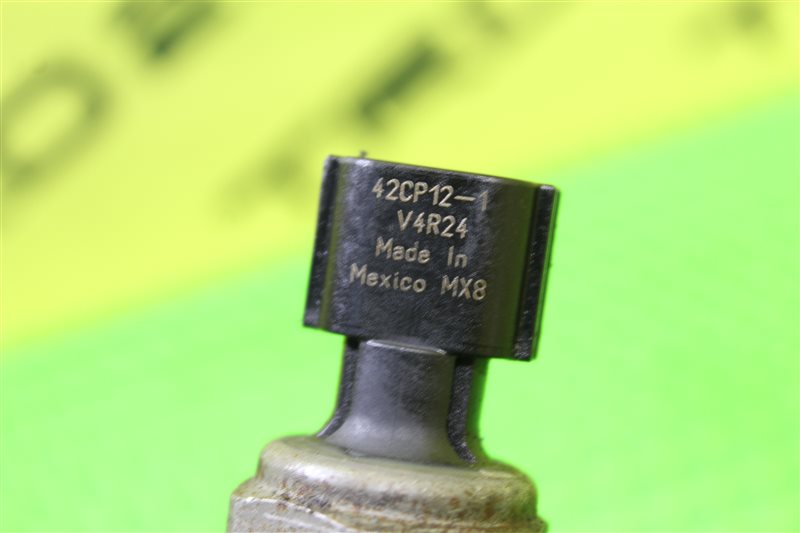 42CP12-1
V4R24
Made In
Mexico MX8